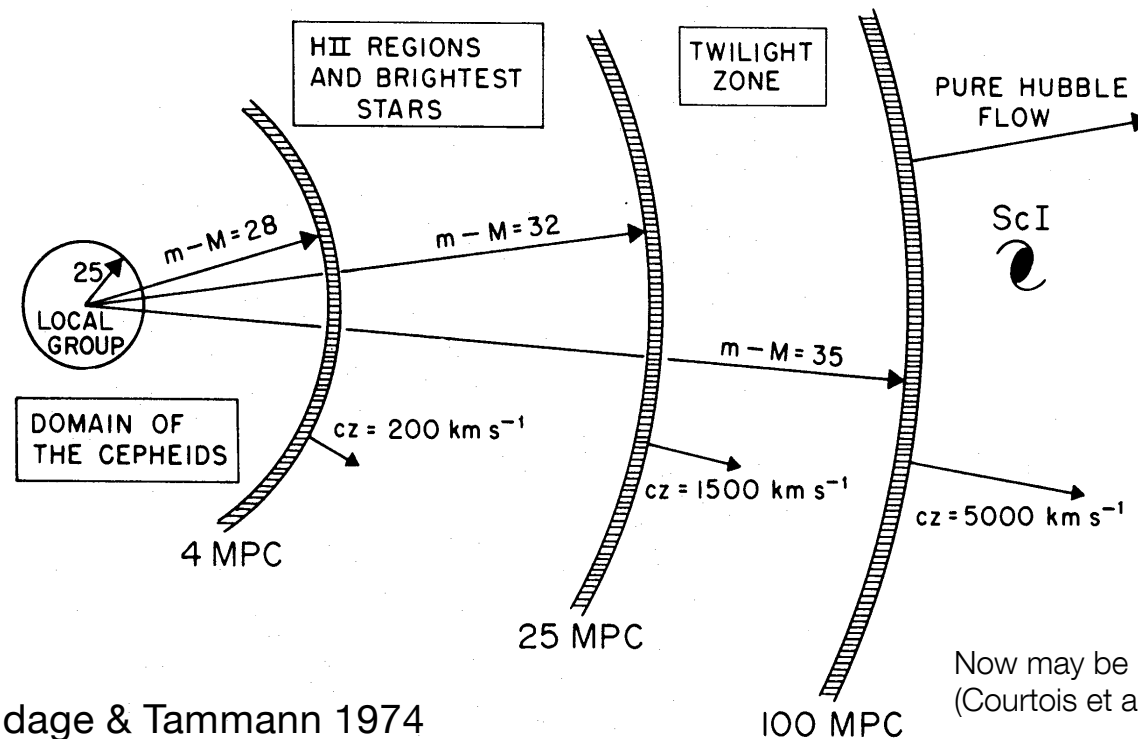 HII REGIONS
AND BRIGHTEST
STARS
TWILIGHT
ZONE
PURE HUBBLE
FLOW
m – M = 28
m – M = 32
ScI
25
LOCAL
GROUP
m – M = 35
DOMAIN OF
THE CEPHEIDS
cz = 200 km s⁻¹
cz = 1500 km s⁻¹
cz = 5000 km s⁻¹
4 MPC
25 MPC
100 MPC
Now may be
(Courtois et a
dage & Tammann 1974